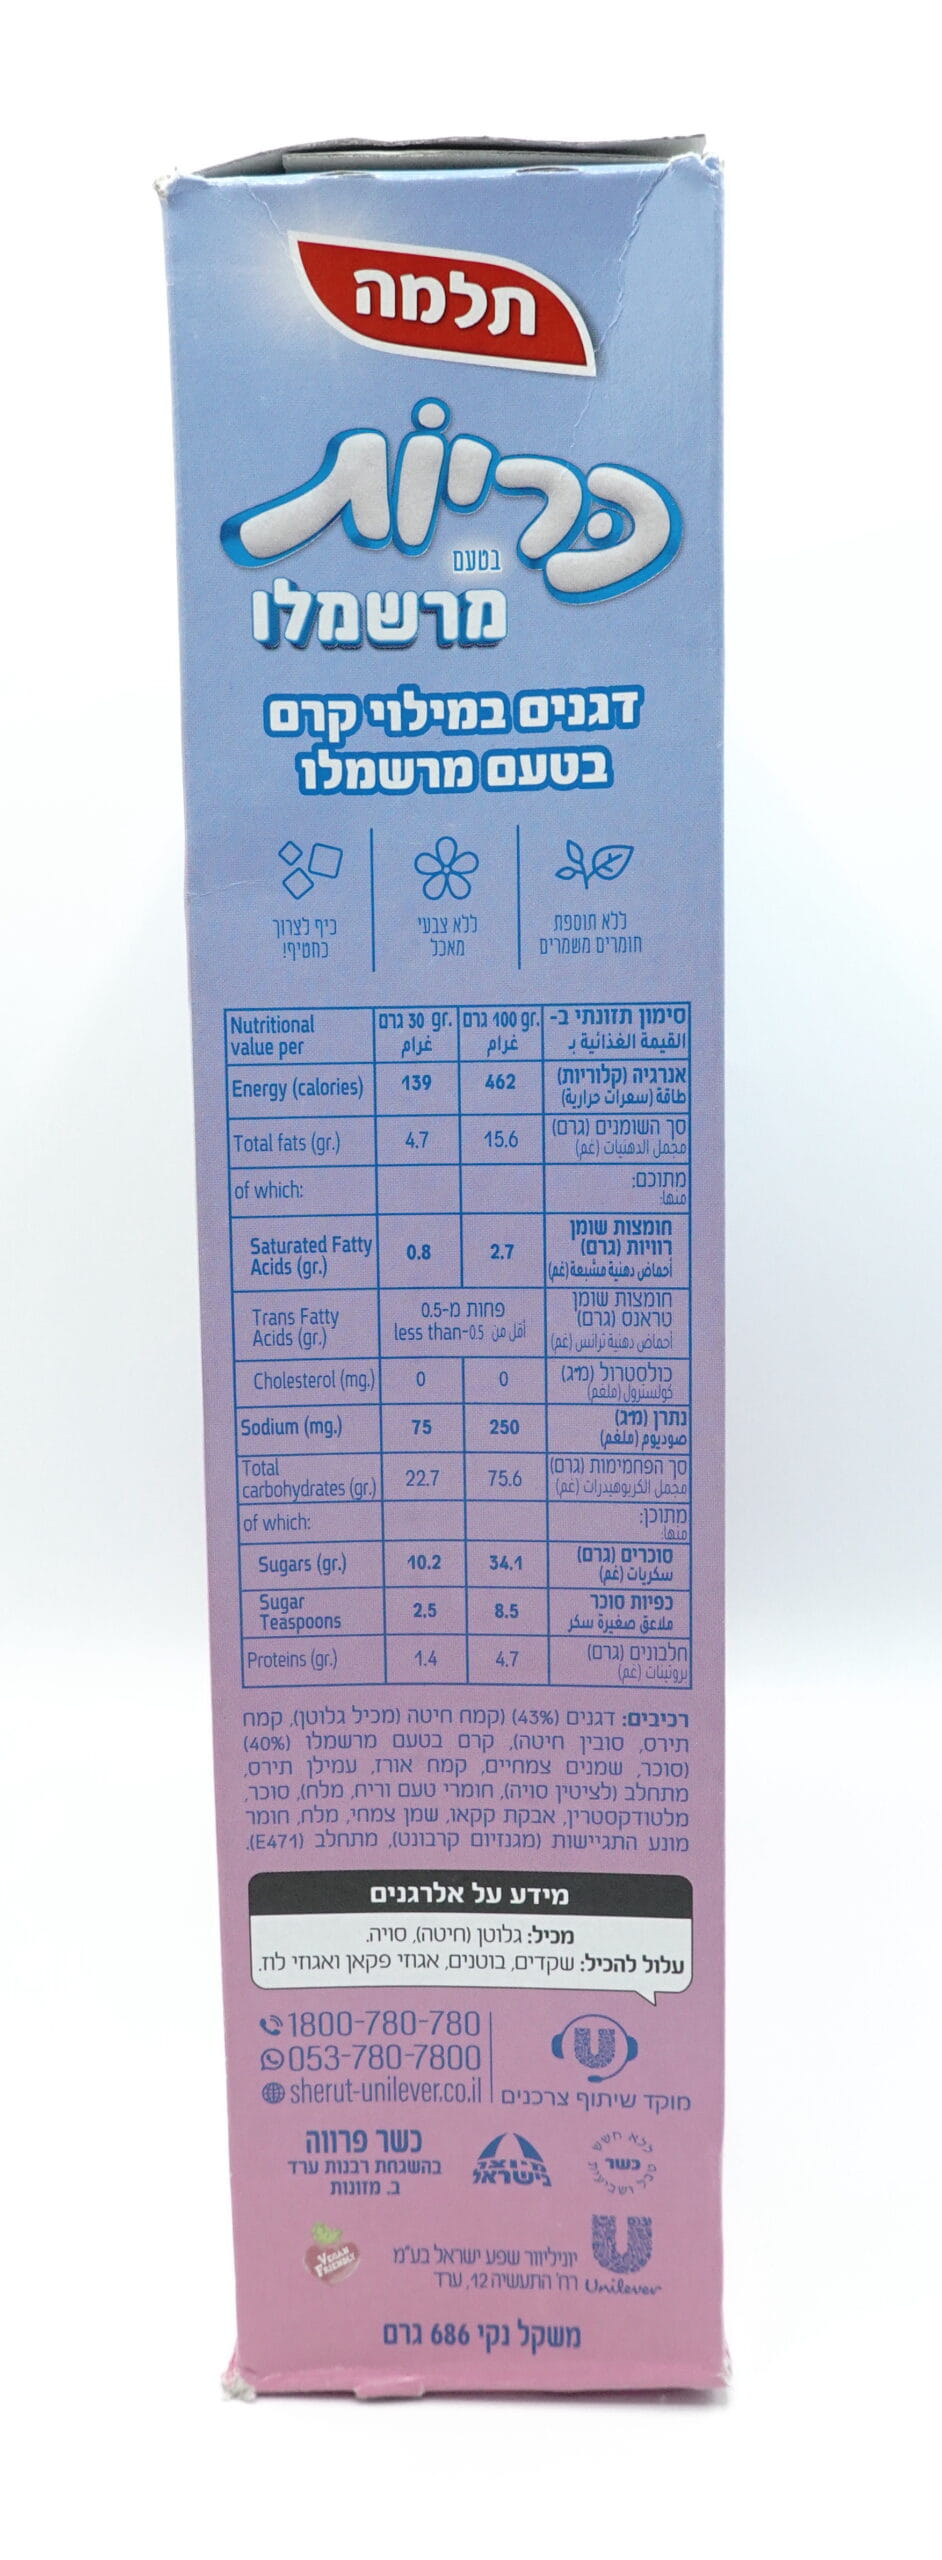 תלמה
כריות
בטעם
מרשמלו
דגנים במילוי קרם
בטעם מרשמלו
ללא תוספת
חומרים משמרים
ללא צבעי
מאכל
כיף לצרוך
כחטיף!
סימון תזונתי ב- 100 גרם gr. 30 גרם gr. Nutritional
القيمة الغذائية بـ غرام غرام value per
אנרגיה (קלוריות) 462 139 Energy (calories)
طاقة (سعرات حرارية)
סך השומנים (גרם) 15.6 4.7 Total fats (gr.)
مجمل الدهنيات (غم)
מתוכם: of which:
منها:
חומצות שומן
רוויות (גרם) 2.7 0.8 Saturated Fatty
أحماض دهنية مشبعة (غم) Acids (gr.)
חומצות שומן פחות מ-0.5 Trans Fatty
טראנס (גרם) أقل من 0.5-less than Acids (gr.)
أحماض دهنية ترانس (غم)
כולסטרול (מ"ג) 0 0 Cholesterol (mg.)
كولسترول (ملغم)
נתרן (מ"ג) 250 75 Sodium (mg.)
صوديوم (ملغم)
סך הפחמימות (גרם) 75.6 22.7 Total
مجمل الكربوهيدرات (غم) carbohydrates (gr.)
מתוכן: of which:
منها:
סוכרים (גרם) 34.1 10.2 Sugars (gr.)
سكريات (غم)
כפיות סוכר 8.5 2.5 Sugar
ملاعق صغيرة سكر Teaspoons
חלבונים (גרם) 4.7 1.4 Proteins (gr.)
بروتينات (غم)
רכיבים: דגנים (43%) (קמח חיטה (מכיל גלוטן), קמח
תירס, סובין חיטה), קרם בטעם מרשמלו (40%)
(סוכר, שמנים צמחיים, קמח אורז, עמילן תירס,
מתחלב (לציטין סויה), חומרי טעם וריח, מלח), סוכר,
מלטודקסטרין, אבקת קקאו, שמן צמחי, מלח, חומר
מונע התגיישות (מגנזיום קרבונט), מתחלב (E471).
מידע על אלרגנים
מכיל: גלוטן (חיטה), סויה.
עלול להכיל: שקדים, בוטנים, אגוזי פקאן ואגוזי לוז.
1800-780-780
053-780-7800
sherut-unilever.co.il
מוקד שיתוף צרכנים
ללא חשש
כשר
טבל ושביעית
מיוצר
בישראל
כשר פרווה
בהשגחת רבנות ערד
ב. מזונות
Unilever
יוניליוור שפע ישראל בע"מ
רח' התעשיה 12, ערד
VEGAN
FRIENDLY
משקל נקי 686 גרם